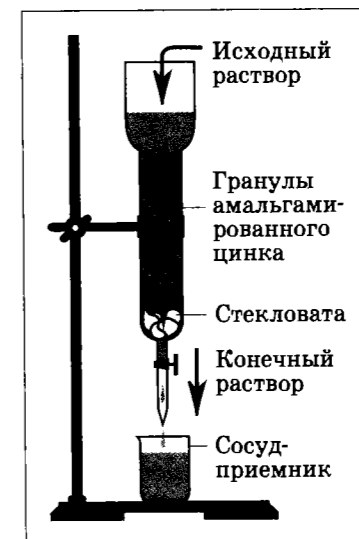 Исходный
раствор
Гранулы
амальгами-
рованного
цинка
Стекловата
Конечный
раствор
Сосуд-
приемник